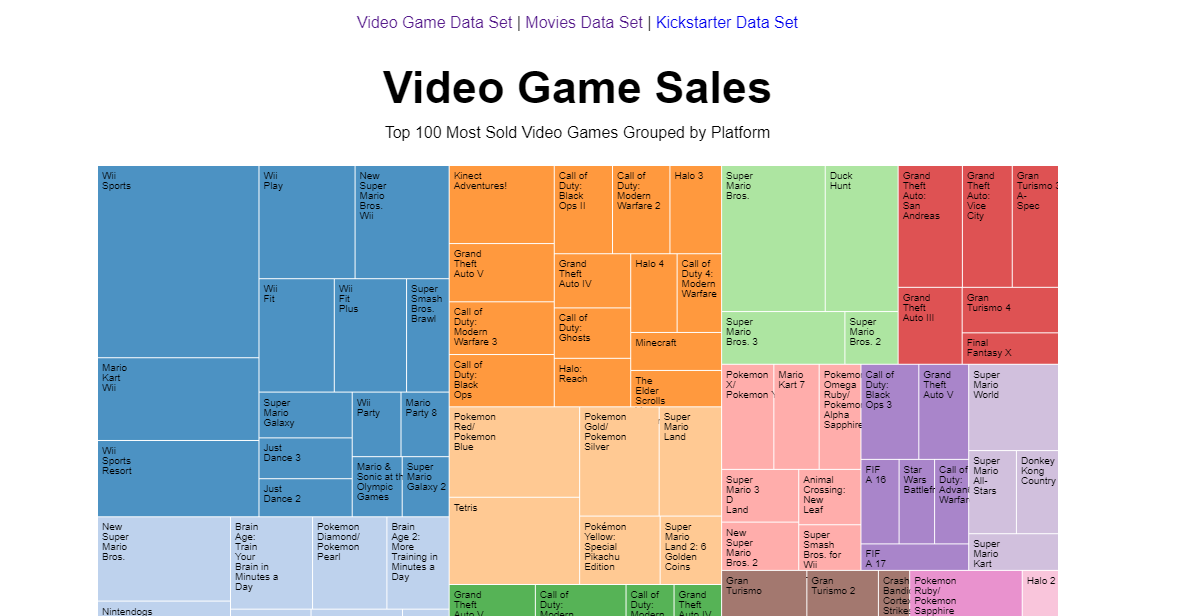 Video Game Data Set | Movies Data Set | Kickstarter Data Set
Video Game Sales
Top 100 Most Sold Video Games Grouped by Platform
Wii
Sports
Mario
Kart
Wii
Wii
Sports
Resort
Wii
Play
New
Super
Mario
Bros.
Wii
Wii
Fit
Wii
Fit
Plus
Super
Smash
Bros.
Brawl
Super
Mario
Galaxy
Just
Dance 3
Just
Dance 2
Wii
Party
Mario
Party 8
Mario &
Sonic at th
Olympic
Games
Super
Mario
Galaxy 2
Kinect
Adventures!
Grand
Theft
Auto V
Call of
Duty:
Modern
Warfare 3
Call of
Duty:
Black
Ops
Call of
Duty:
Black
Ops II
Call of
Duty:
Modern
Warfare 2
Halo 3
Grand
Theft
Auto IV
Call of
Duty:
Ghosts
Halo:
Reach
Halo 4
Call of
Duty 4:
Modern
Warfare
Minecraft
The
Elder
Scrolls
Super
Mario
Bros.
Duck
Hunt
Super
Mario
Bros. 3
Super
Mario
Bros. 2
Grand
Theft
Auto:
San
Andreas
Grand
Theft
Auto:
Vice
City
Gran
Turismo 3
A-
Spec
Grand
Theft
Auto III
Gran
Turismo 4
Final
Fantasy X
New
Super
Mario
Bros.
Nintendogs
Brain
Age:
Train
Your
Brain in
Minutes a
Day
Pokemon
Diamond/
Pokemon
Pearl
Brain
Age 2:
More
Training in
Minutes a
Day
Pokemon
Red/
Pokemon
Blue
Tetris
Pokemon
Gold/
Pokemon
Silver
Super
Mario
Land
Pokémon
Yellow:
Special
Pikachu
Edition
Super
Mario
Land 2: 6
Golden
Coins
Pokemon
X/
Pokemon
Mario
Kart 7
Pokemo
Omega
Ruby/
Pokemo
Alpha
Sapphire
Super
Mario 3
D
Land
Animal
Crossing:
New
Leaf
New
Super
Mario
Bros. 2
Super
Smash
Bros. for
Wii
Call of
Duty:
Black
Ops 3
Grand
Theft
Auto V
FIF
A 16
Star
Wars
Battlefr
Call of
Duty:
Advan
Warfar
FIF
A 17
Super
Mario
World
Super
Mario
All-
Stars
Donkey
Kong
Country
Super
Mario
Kart
Grand
Theft
Auto V
Call of
Duty:
Modern
Call of
Duty:
Modern
Grand
Theft
Auto IV
Gran
Turismo
Gran
Turismo 2
Crash
Bandi
Cortex
Strikes
Pokemon
Ruby/
Pokemon
Sapphire
Halo 2